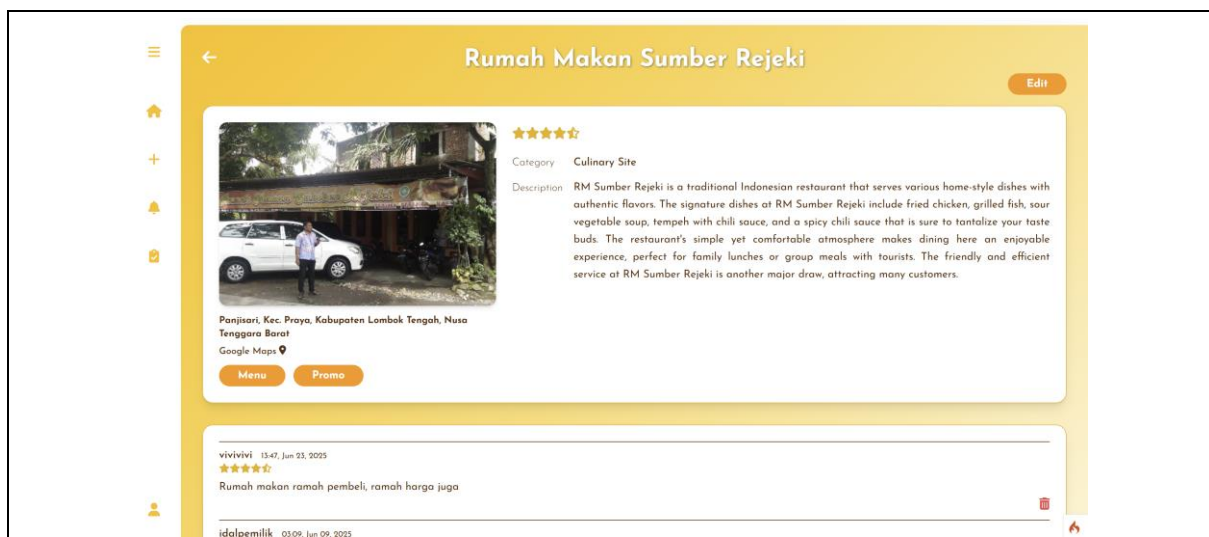 Rumah Makan Sumber Rejeki
Edit
Category Culinary Site
Description RM Sumber Rejeki is a traditional Indonesian restaurant that serves various home-style dishes with
authentic flavors. The signature dishes at RM Sumber Rejeki include fried chicken, grilled fish, sour
vegetable soup, tempeh with chili sauce, and a spicy chili sauce that is sure to tantalize your taste
buds. The restaurant's simple yet comfortable atmosphere makes dining here an enjoyable
experience, perfect for family lunches or group meals with tourists. The friendly and efficient
service at RM Sumber Rejeki is another major draw, attracting many customers.
Panjisari, Kec. Praya, Kabupaten Lombok Tengah, Nusa
Tenggara Barat
Google Maps
Menu Promo
vivivivi 13:47, Jun 23, 2025
Rumah makan ramah pembeli, ramah harga juga
idalpemilik 03:09, Jun 09, 2025